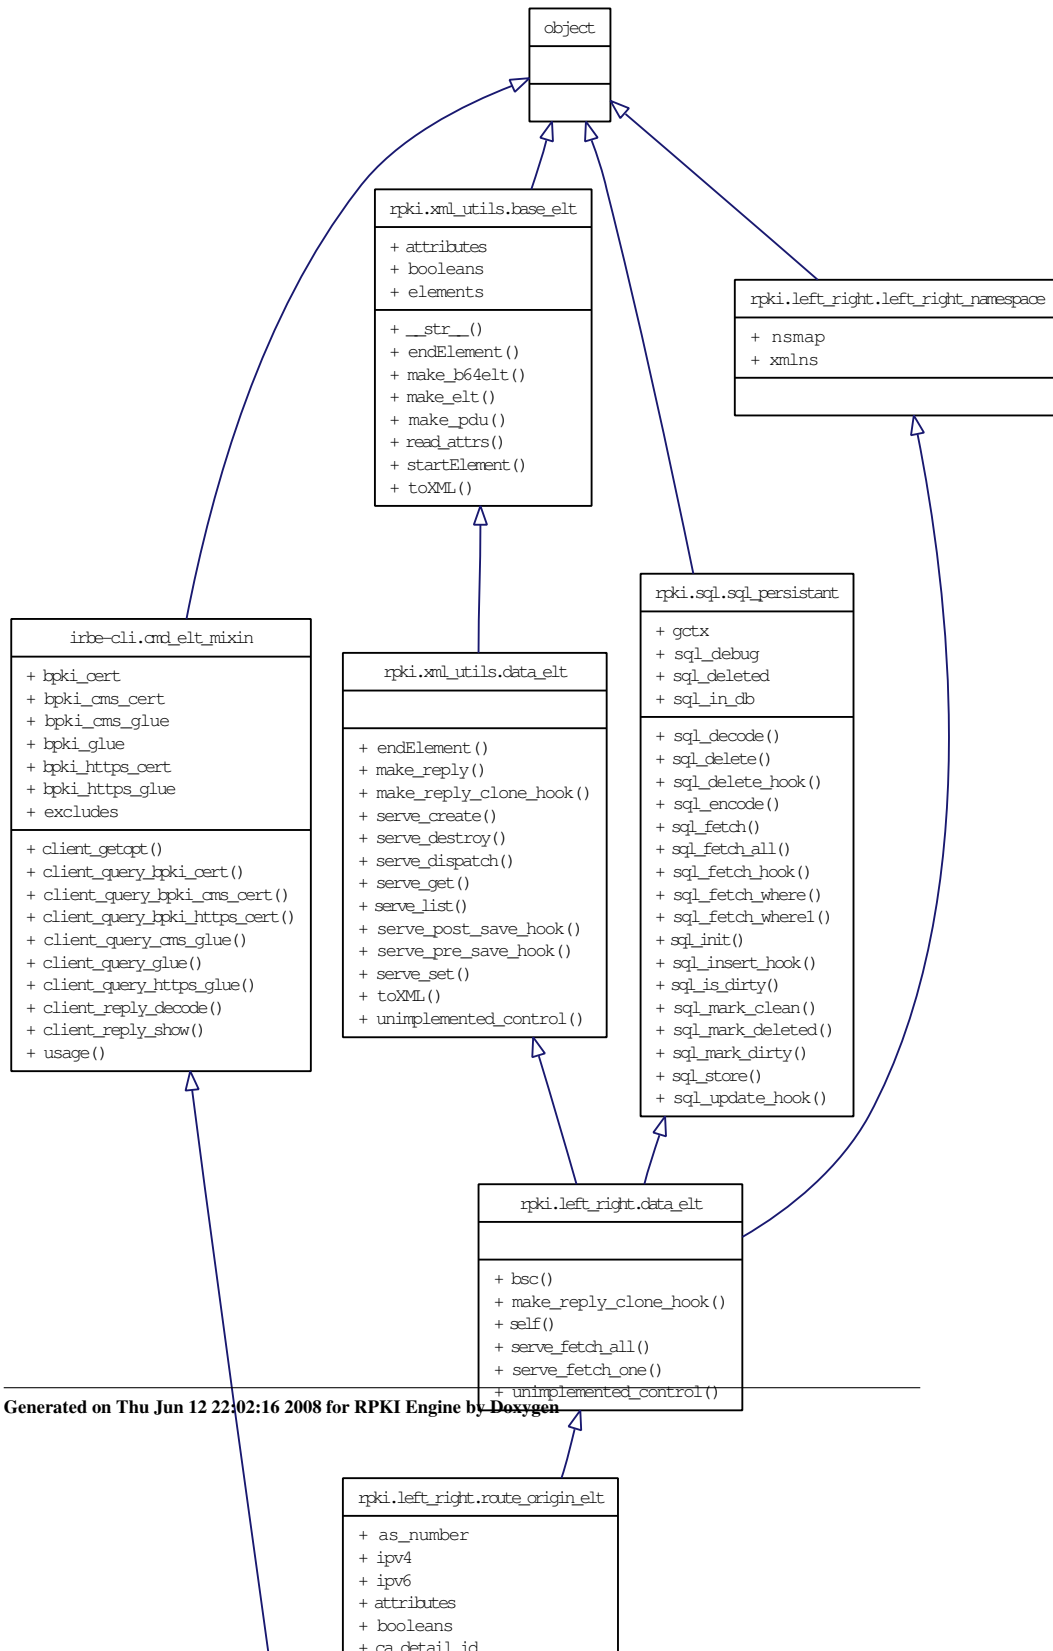 object
rpki.xml_utils.base_elt
+ attributes
+ booleans
+ elements
+ __str__()
+ endElement()
+ make_b64elt()
+ make_elt()
+ make_pdu()
+ read_attrs()
+ startElement()
+ toXML()
rpki.left_right.left_right_namespace
+ nsmap
+ xmlns
rpki.sql.sql_persistant
+ gctx
+ sql_debug
+ sql_deleted
+ sql_in_db
+ sql_decode()
+ sql_delete()
+ sql_delete_hook()
+ sql_encode()
+ sql_fetch()
+ sql_fetch_all()
+ sql_fetch_hook()
+ sql_fetch_where()
+ sql_fetch_where1()
+ sql_init()
+ sql_insert_hook()
+ sql_is_dirty()
+ sql_mark_clean()
+ sql_mark_deleted()
+ sql_mark_dirty()
+ sql_store()
+ sql_update_hook()
irbe-cli.cmd_elt_mixin
+ bpki_cert
+ bpki_cms_cert
+ bpki_cms_glue
+ bpki_glue
+ bpki_https_cert
+ bpki_https_glue
+ excludes
+ client_getopt()
+ client_query_bpki_cert()
+ client_query_bpki_cms_cert()
+ client_query_bpki_https_cert()
+ client_query_cms_glue()
+ client_query_glue()
+ client_query_https_glue()
+ client_reply_decode()
+ client_reply_show()
+ usage()
rpki.xml_utils.data_elt
+ endElement()
+ make_reply()
+ make_reply_clone_hook()
+ serve_create()
+ serve_destroy()
+ serve_dispatch()
+ serve_get()
+ serve_list()
+ serve_post_save_hook()
+ serve_pre_save_hook()
+ serve_set()
+ toXML()
+ unimplemented_control()
rpki.left_right.data_elt
+ bsc()
+ make_reply_clone_hook()
+ self()
+ serve_fetch_all()
+ serve_fetch_one()
+ unimplemented_control()
Generated on Thu Jun 12 22:02:16 2008 for RPKI Engine by Doxygen
rpki.left_right.route_origin_elt
+ as_number
+ ipv4
+ ipv6
+ attributes
+ booleans
+ ca_detail_id